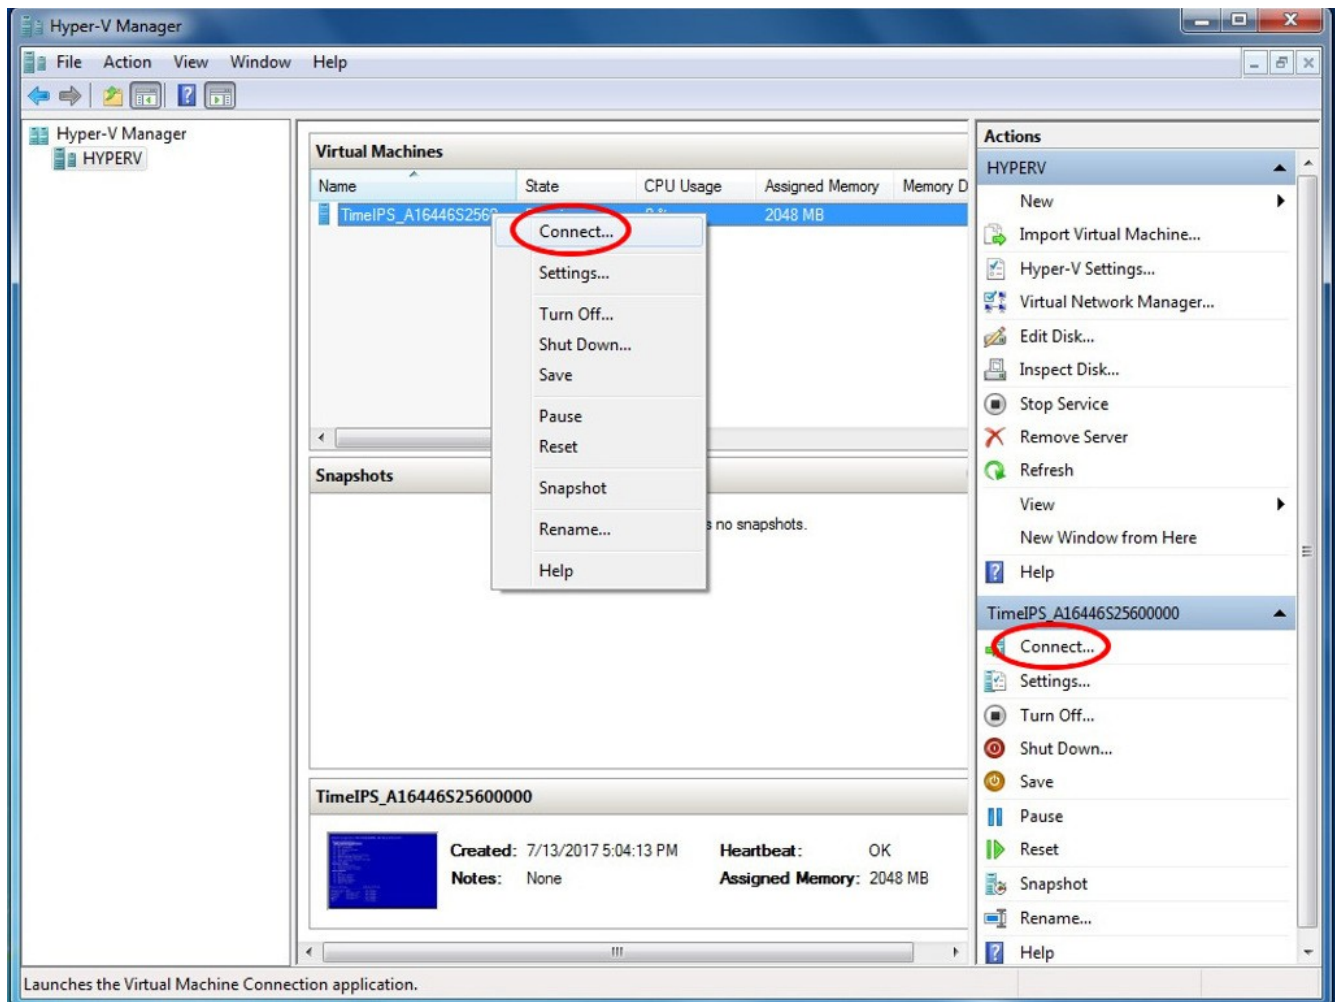 Hyper-V Manager
File Action View Window Help
Hyper-V Manager
HYPERV
Virtual Machines
Name State CPU Usage Assigned Memory Memory D
TimeIPS_A16446S2560 2048 MB
Connect...
Settings...
Turn Off...
Shut Down...
Save
Pause
Reset
Snapshot
Rename...
Help
Snapshots
no snapshots.
TimeIPS_A16446S25600000
Created: 7/13/2017 5:04:13 PM Heartbeat: OK
Notes: None Assigned Memory: 2048 MB
Actions
HYPERV
New
Import Virtual Machine...
Hyper-V Settings...
Virtual Network Manager...
Edit Disk...
Inspect Disk...
Stop Service
Remove Server
Refresh
View
New Window from Here
Help
TimeIPS_A16446S25600000
Connect...
Settings...
Turn Off...
Shut Down...
Save
Pause
Reset
Snapshot
Rename...
Help
Launches the Virtual Machine Connection application.